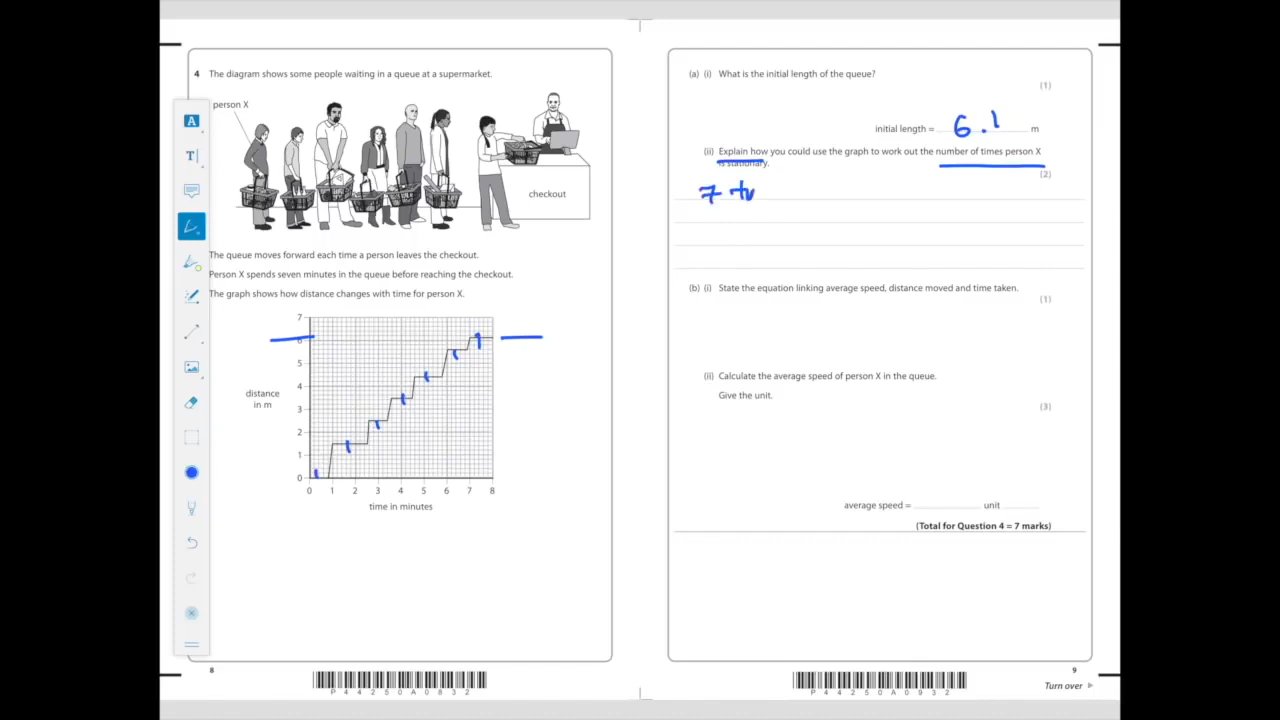 4 The diagram shows some people waiting in a queue at a supermarket.
person X
checkout
The queue moves forward each time a person leaves the checkout.
Person X spends seven minutes in the queue before reaching the checkout.
The graph shows how distance changes with time for person X.
7
6
5
4
3
2
1
0
distance
in m
0 1 2 3 4 5 6 7 8
time in minutes
8
P44250A0832
(a) (i) What is the initial length of the queue?
(1)
initial length = 6.1 m
(ii) Explain how you could use the graph to work out the number of times person X
is stationary.
(2)
7
(b) (i) State the equation linking average speed, distance moved and time taken.
(1)
(ii) Calculate the average speed of person X in the queue.
Give the unit.
(3)
average speed = unit
(Total for Question 4 = 7 marks)
9
P44250A0932
Turn over
A
T